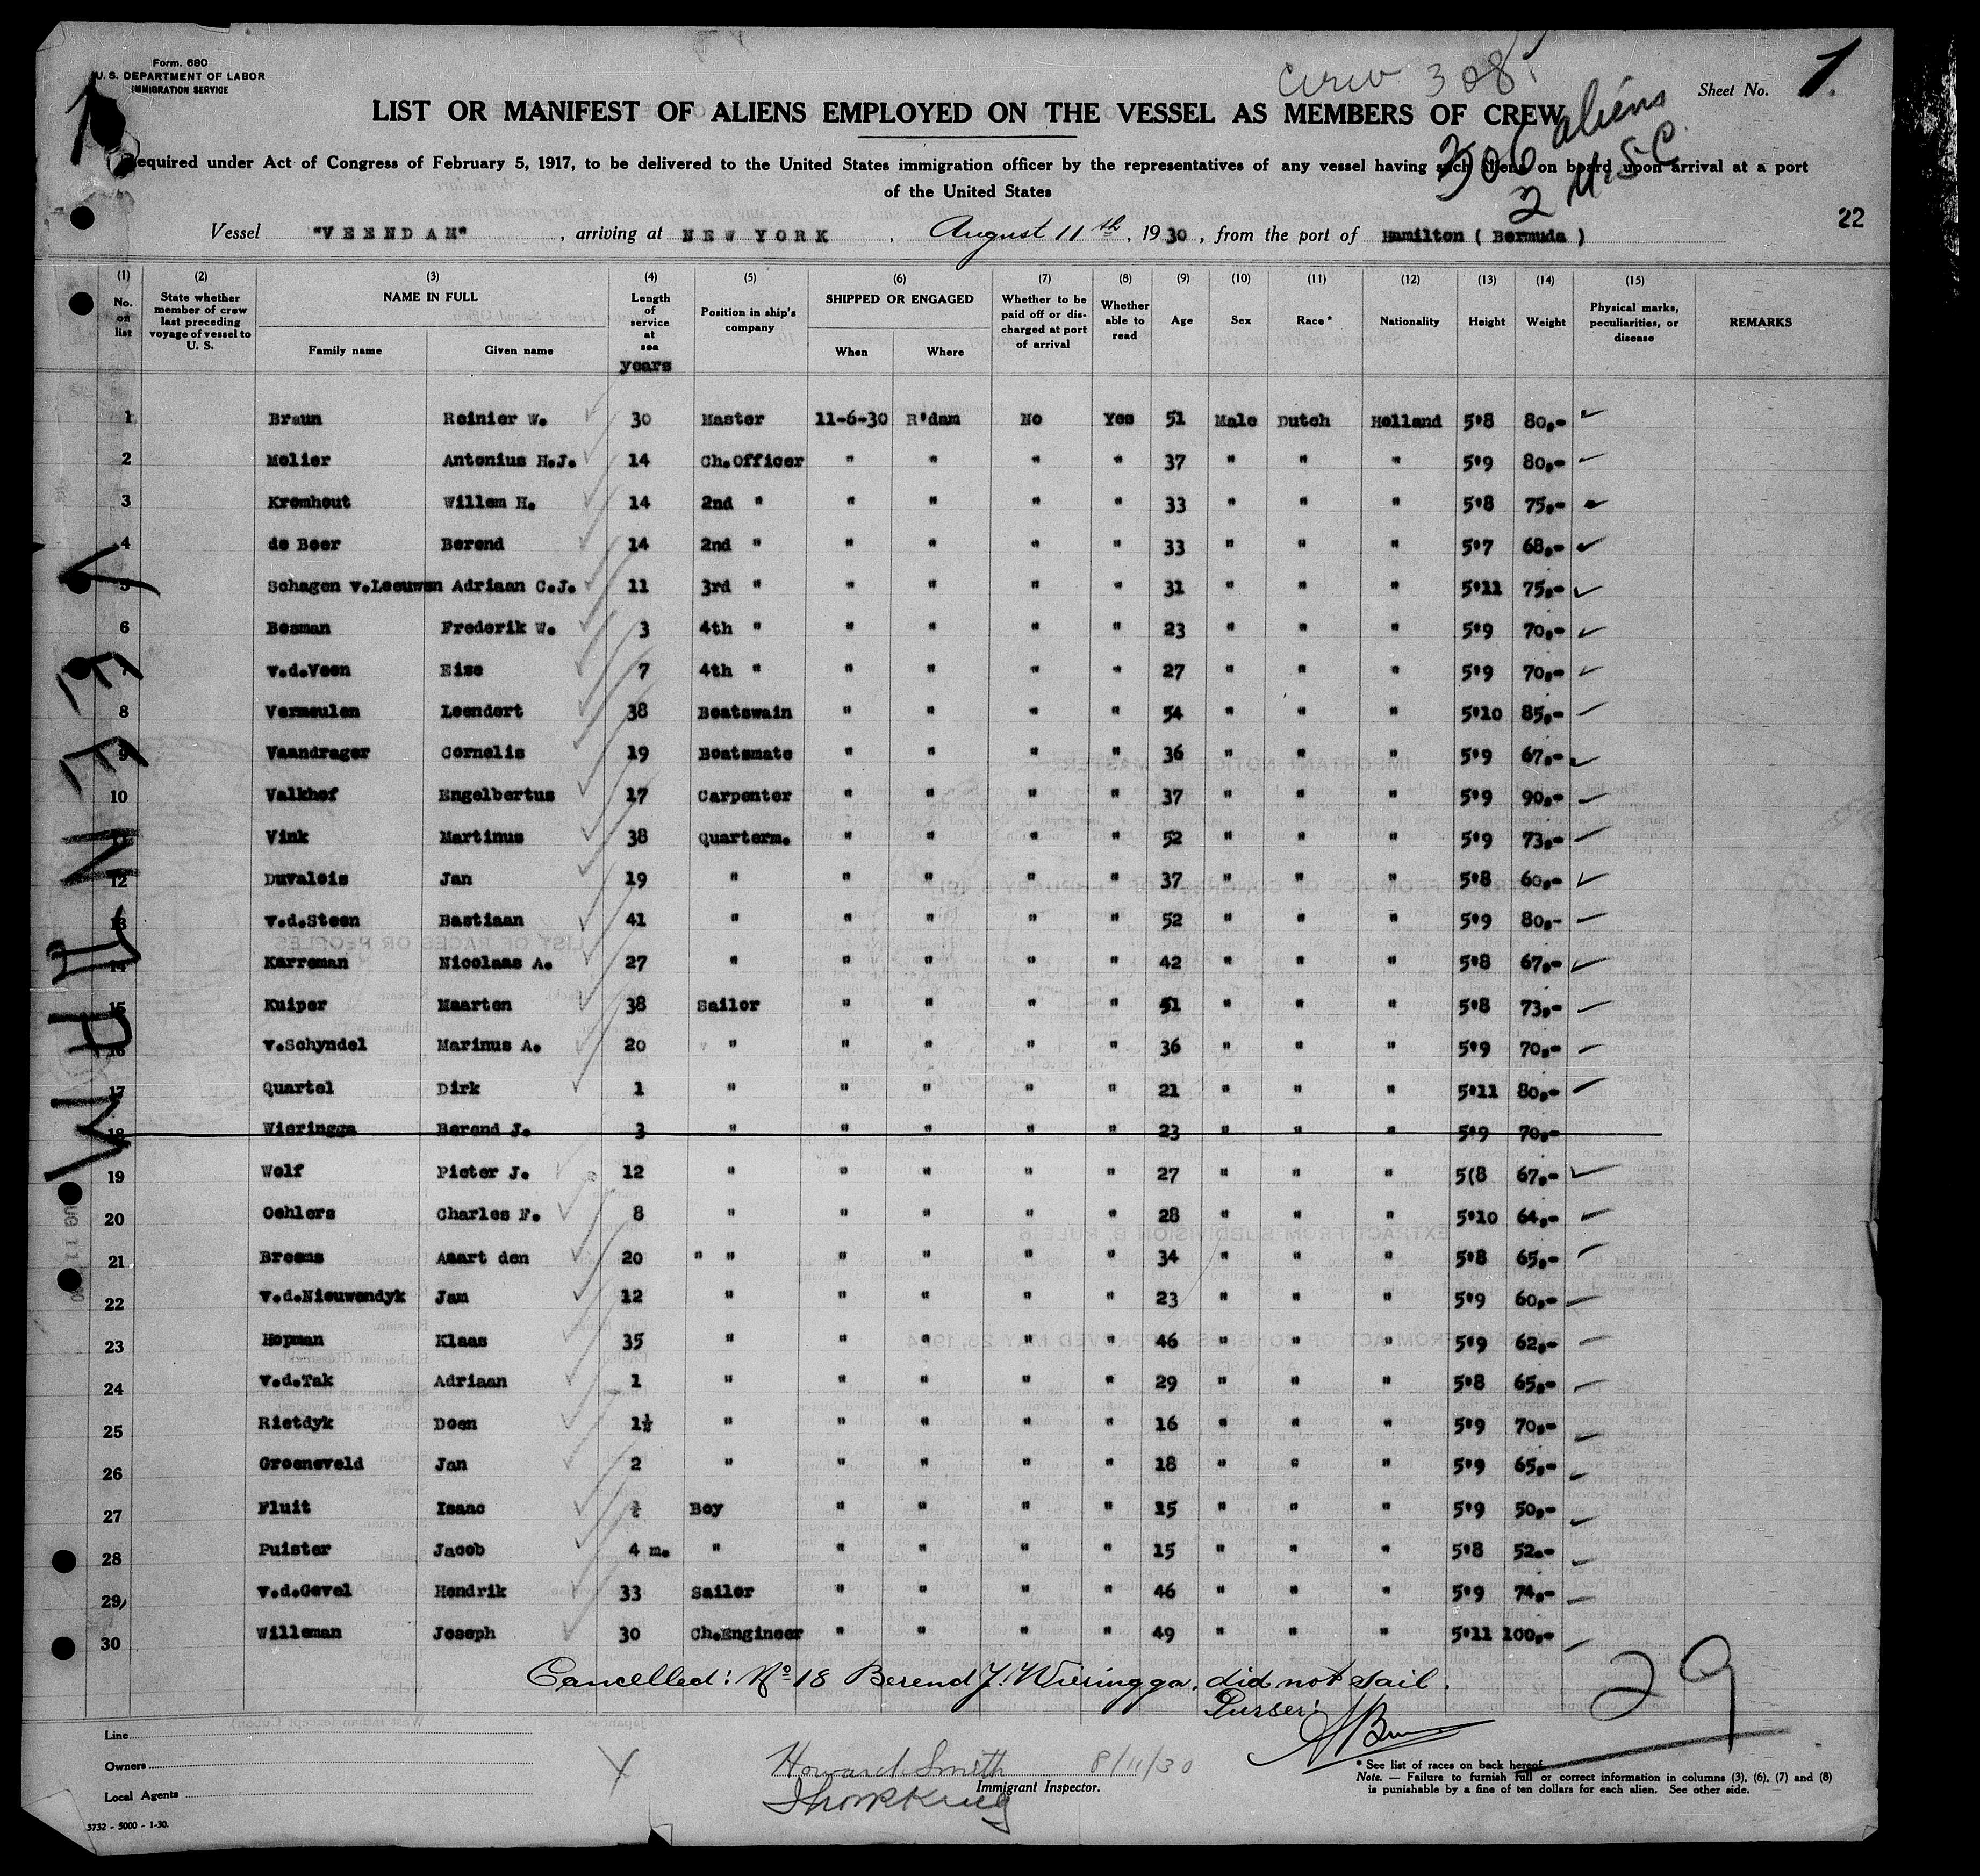 Form. 680
U. S. DEPARTMENT OF LABOR
IMMIGRATION SERVICE
Crew 308
Sheet No. 1.
LIST OR MANIFEST OF ALIENS EMPLOYED ON THE VESSEL AS MEMBERS OF CREW
306 aliens
2 U.S.C.
Required under Act of Congress of February 5, 1917, to be delivered to the United States immigration officer by the representatives of any vessel having such aliens on board upon arrival at a port
of the United States
22
Vessel "VEENDAM", arriving at NEW YORK, August 11th, 1930, from the port of Hamilton ( Bermuda )
(1) No. on list
(2) State whether member of crew last preceding voyage of vessel to U. S.
(3) NAME IN FULL Family name Given name
(4) Length of service at sea years
(5) Position in ship's company
(6) SHIPPED OR ENGAGED When Where
(7) Whether to be paid off or discharged at port of arrival
(8) Whether able to read
(9) Age
(10) Sex
(11) Race *
(12) Nationality
(13) Height
(14) Weight
(15) Physical marks, peculiarities, or disease
REMARKS
1 Braun Reinier W. 30 Master 11-6-30 R'dam No Yes 51 Male Dutch Holland 5'8 80,-
2 Melier Antonius H.J. 14 Ch.Officer " " " " 37 " " " 5'9 80,-
3 Kromhout Willem H. 14 2nd " " " " " 33 " " " 5'8 75,-
4 de Boer Berend 14 2nd " " " " " 33 " " " 5'7 68,-
5 Schagen v.Leeuwen Adriaan C.J. 11 3rd " " " " " 31 " " " 5'11 75,-
6 Besman Frederik W. 3 4th " " " " " 23 " " " 5'9 70,-
7 v.d.Veen Eise 7 4th " " " " " 27 " " " 5'9 70,-
8 Vermeulen Leendert 38 Boatswain " " " " 54 " " " 5'10 85,-
9 Vaandrager Cornelis 19 Boatsmate " " " " 36 " " " 5'9 67,-
10 Valkhof Engelbertus 17 Carpenter " " " " 37 " " " 5'9 90,-
11 Vink Martinus 38 Quarterm. " " " " 52 " " " 5'9 73,-
12 Duvalois Jan 19 " " " " " 37 " " " 5'8 60,-
13 v.d.Steen Bastiaan 41 " " " " " 52 " " " 5'9 80,-
14 Karreman Nicolaas A. 27 " " " " " 42 " " " 5'8 67,-
15 Kuiper Maarten 38 Sailor " " " " 51 " " " 5'8 73,-
16 v.Schyndel Marinus A. 20 " " " " " 36 " " " 5'9 70,-
17 Quartel Dirk 1 " " " " " 21 " " " 5'11 80,-
18 Wieringga Berend J. 3 " " " " " 23 " " " 5'9 70,-
19 Wolf Pieter J. 12 " " " " " 27 " " " 5(8 67,-
20 Oehlers Charles F. 8 " " " " " 28 " " " 5'10 64,-
21 Breems Aaart den 20 " " " " " " 34 " " " 5'8 65,-
22 v.d.Nieuwendyk Jam 12 " " " " " 23 " " " 5'9 60,-
23 Hopman Klaas 35 " " " " " 46 " " " 5'9 62,-
24 v.d.Tak Adriaan 1 " " " " " 29 " " " 5'8 65,-
25 Rietdyk Doen 1½ " " " " " 16 " " " 5'9 70,-
26 Groeneveld Jan 2 " " " " " 18 " " " 5'9 65,-
27 Fluit Isaac Boy " " " " 15 " " " 5'9 50,-
28 Puister Jacob 4 m. " " " " " 15 " " " 5'8 52.-
29 v.d.Gevel Hendrik 33 Sailor " " " " 46 " " " 5'9 74,-
30 Willeman Joseph 30 Ch.Engineer " " " " 49 " " " 5'11 100,-
VEENDAM
Cancelled: No 18 Berend J. Wieringga, did not sail.
Purser:
29
Line
Owners
Local Agents
Howard Smith 8/11/30
Immigrant Inspector.
* See list of races on back hereof.
Note. — Failure to furnish full or correct information in columns (3), (6), (7) and (8)
is punishable by a fine of ten dollars for each alien. See other side.
3732 - 5000 - 1-30.